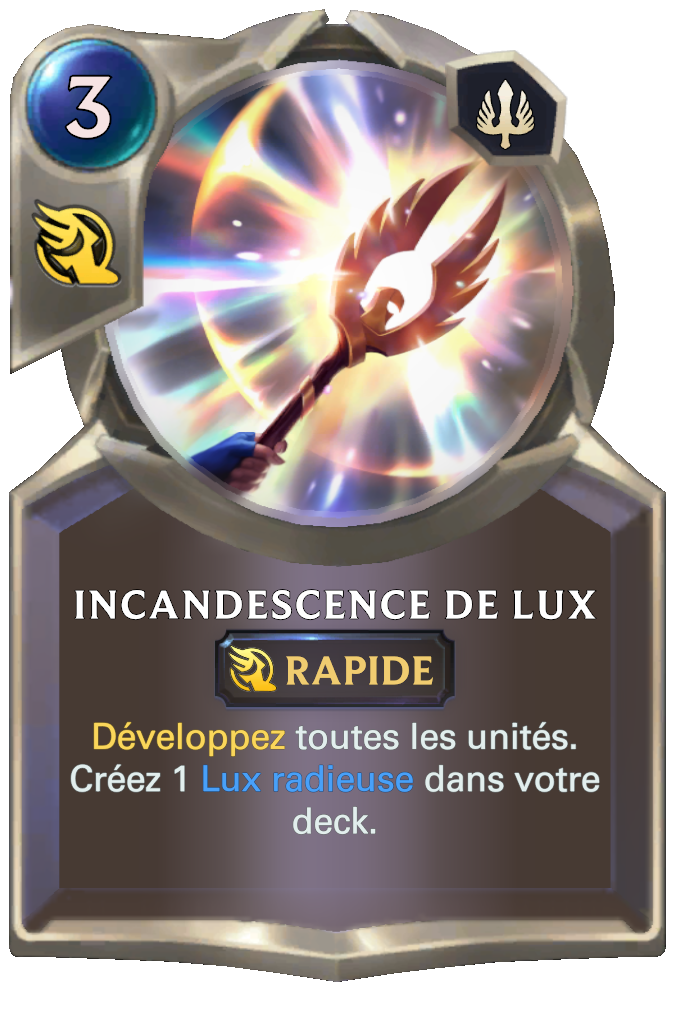 3
INCANDESCENCE DE LUX
RAPIDE
Développez toutes les unités.
Créez 1 Lux radieuse dans votre
deck.